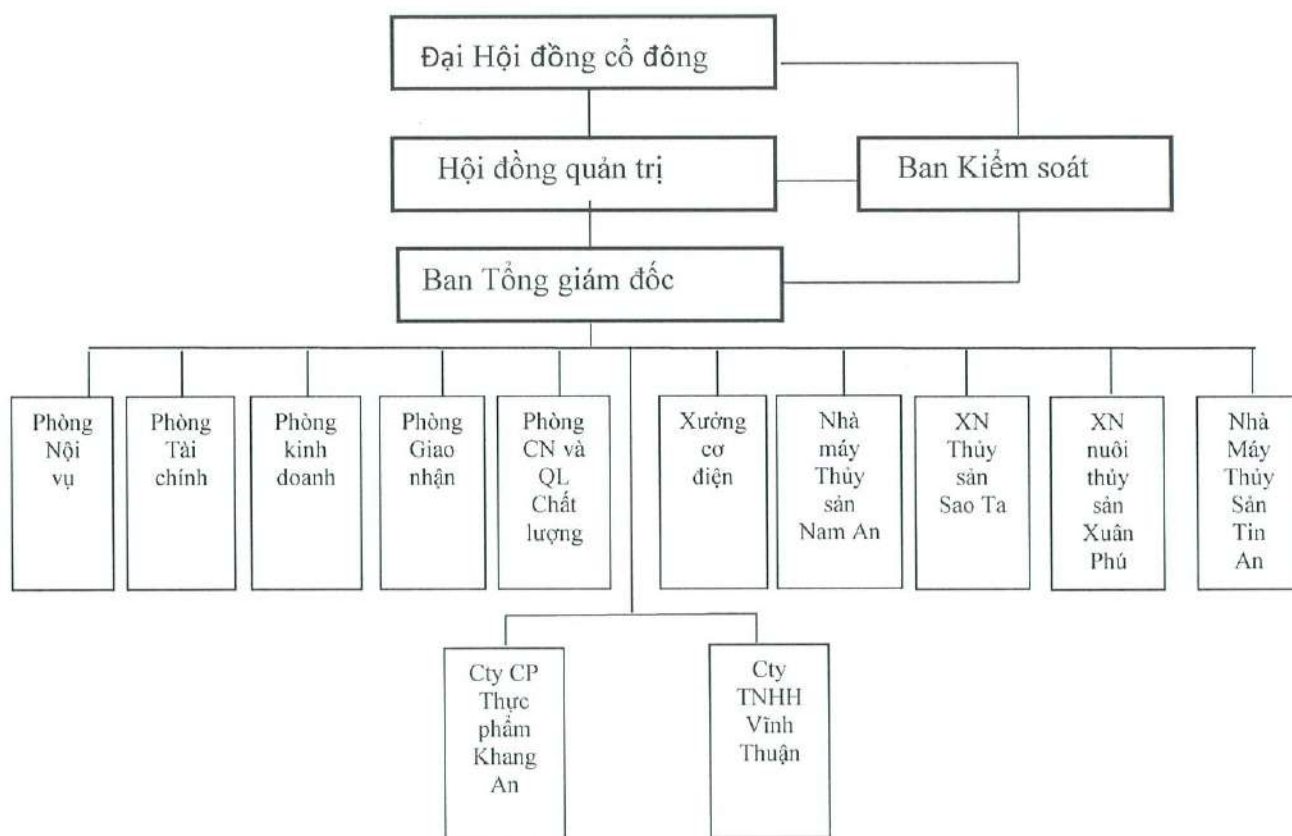 Đại Hội đồng cổ đông
Hội đồng quản trị
Ban Kiểm soát
Ban Tổng giám đốc
Phòng
Nội
vụ
Phòng
Tài
chính
Phòng
kinh
doanh
Phòng
Giao
nhận
Phòng
CN và
QL
Chất
lượng
Xưởng
cơ
điện
Nhà
máy
Thủy
sản
Nam An
XN
Thủy
sản
Sao Ta
XN
nuôi
thủy
sản
Xuân
Phú
Nhà
Máy
Thủy
Sản
Tin
An
Cty CP
Thực
phẩm
Khang
An
Cty
TNHH
Vĩnh
Thuận